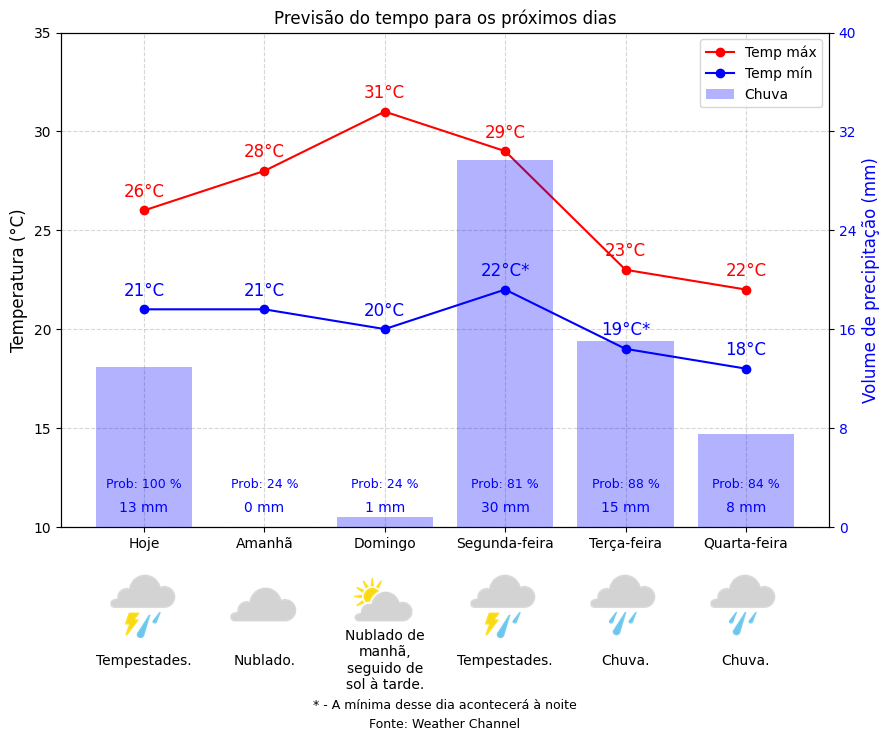 Previsão do tempo para os próximos dias
Temp máx
Temp mín
Chuva
Temperatura (°C)
35
30
25
20
15
10
Volume de precipitação (mm)
40
32
24
16
8
0
26°C
28°C
31°C
29°C
23°C
22°C
21°C
21°C
20°C
22°C*
19°C*
18°C
Prob: 100 %
Prob: 24 %
Prob: 24 %
Prob: 81 %
Prob: 88 %
Prob: 84 %
13 mm
0 mm
1 mm
30 mm
15 mm
8 mm
Hoje
Amanhã
Domingo
Segunda-feira
Terça-feira
Quarta-feira
Tempestades.
Nublado.
Nublado de
manhã,
seguido de
sol à tarde.
Tempestades.
Chuva.
Chuva.
* - A mínima desse dia acontecerá à noite
Fonte: Weather Channel